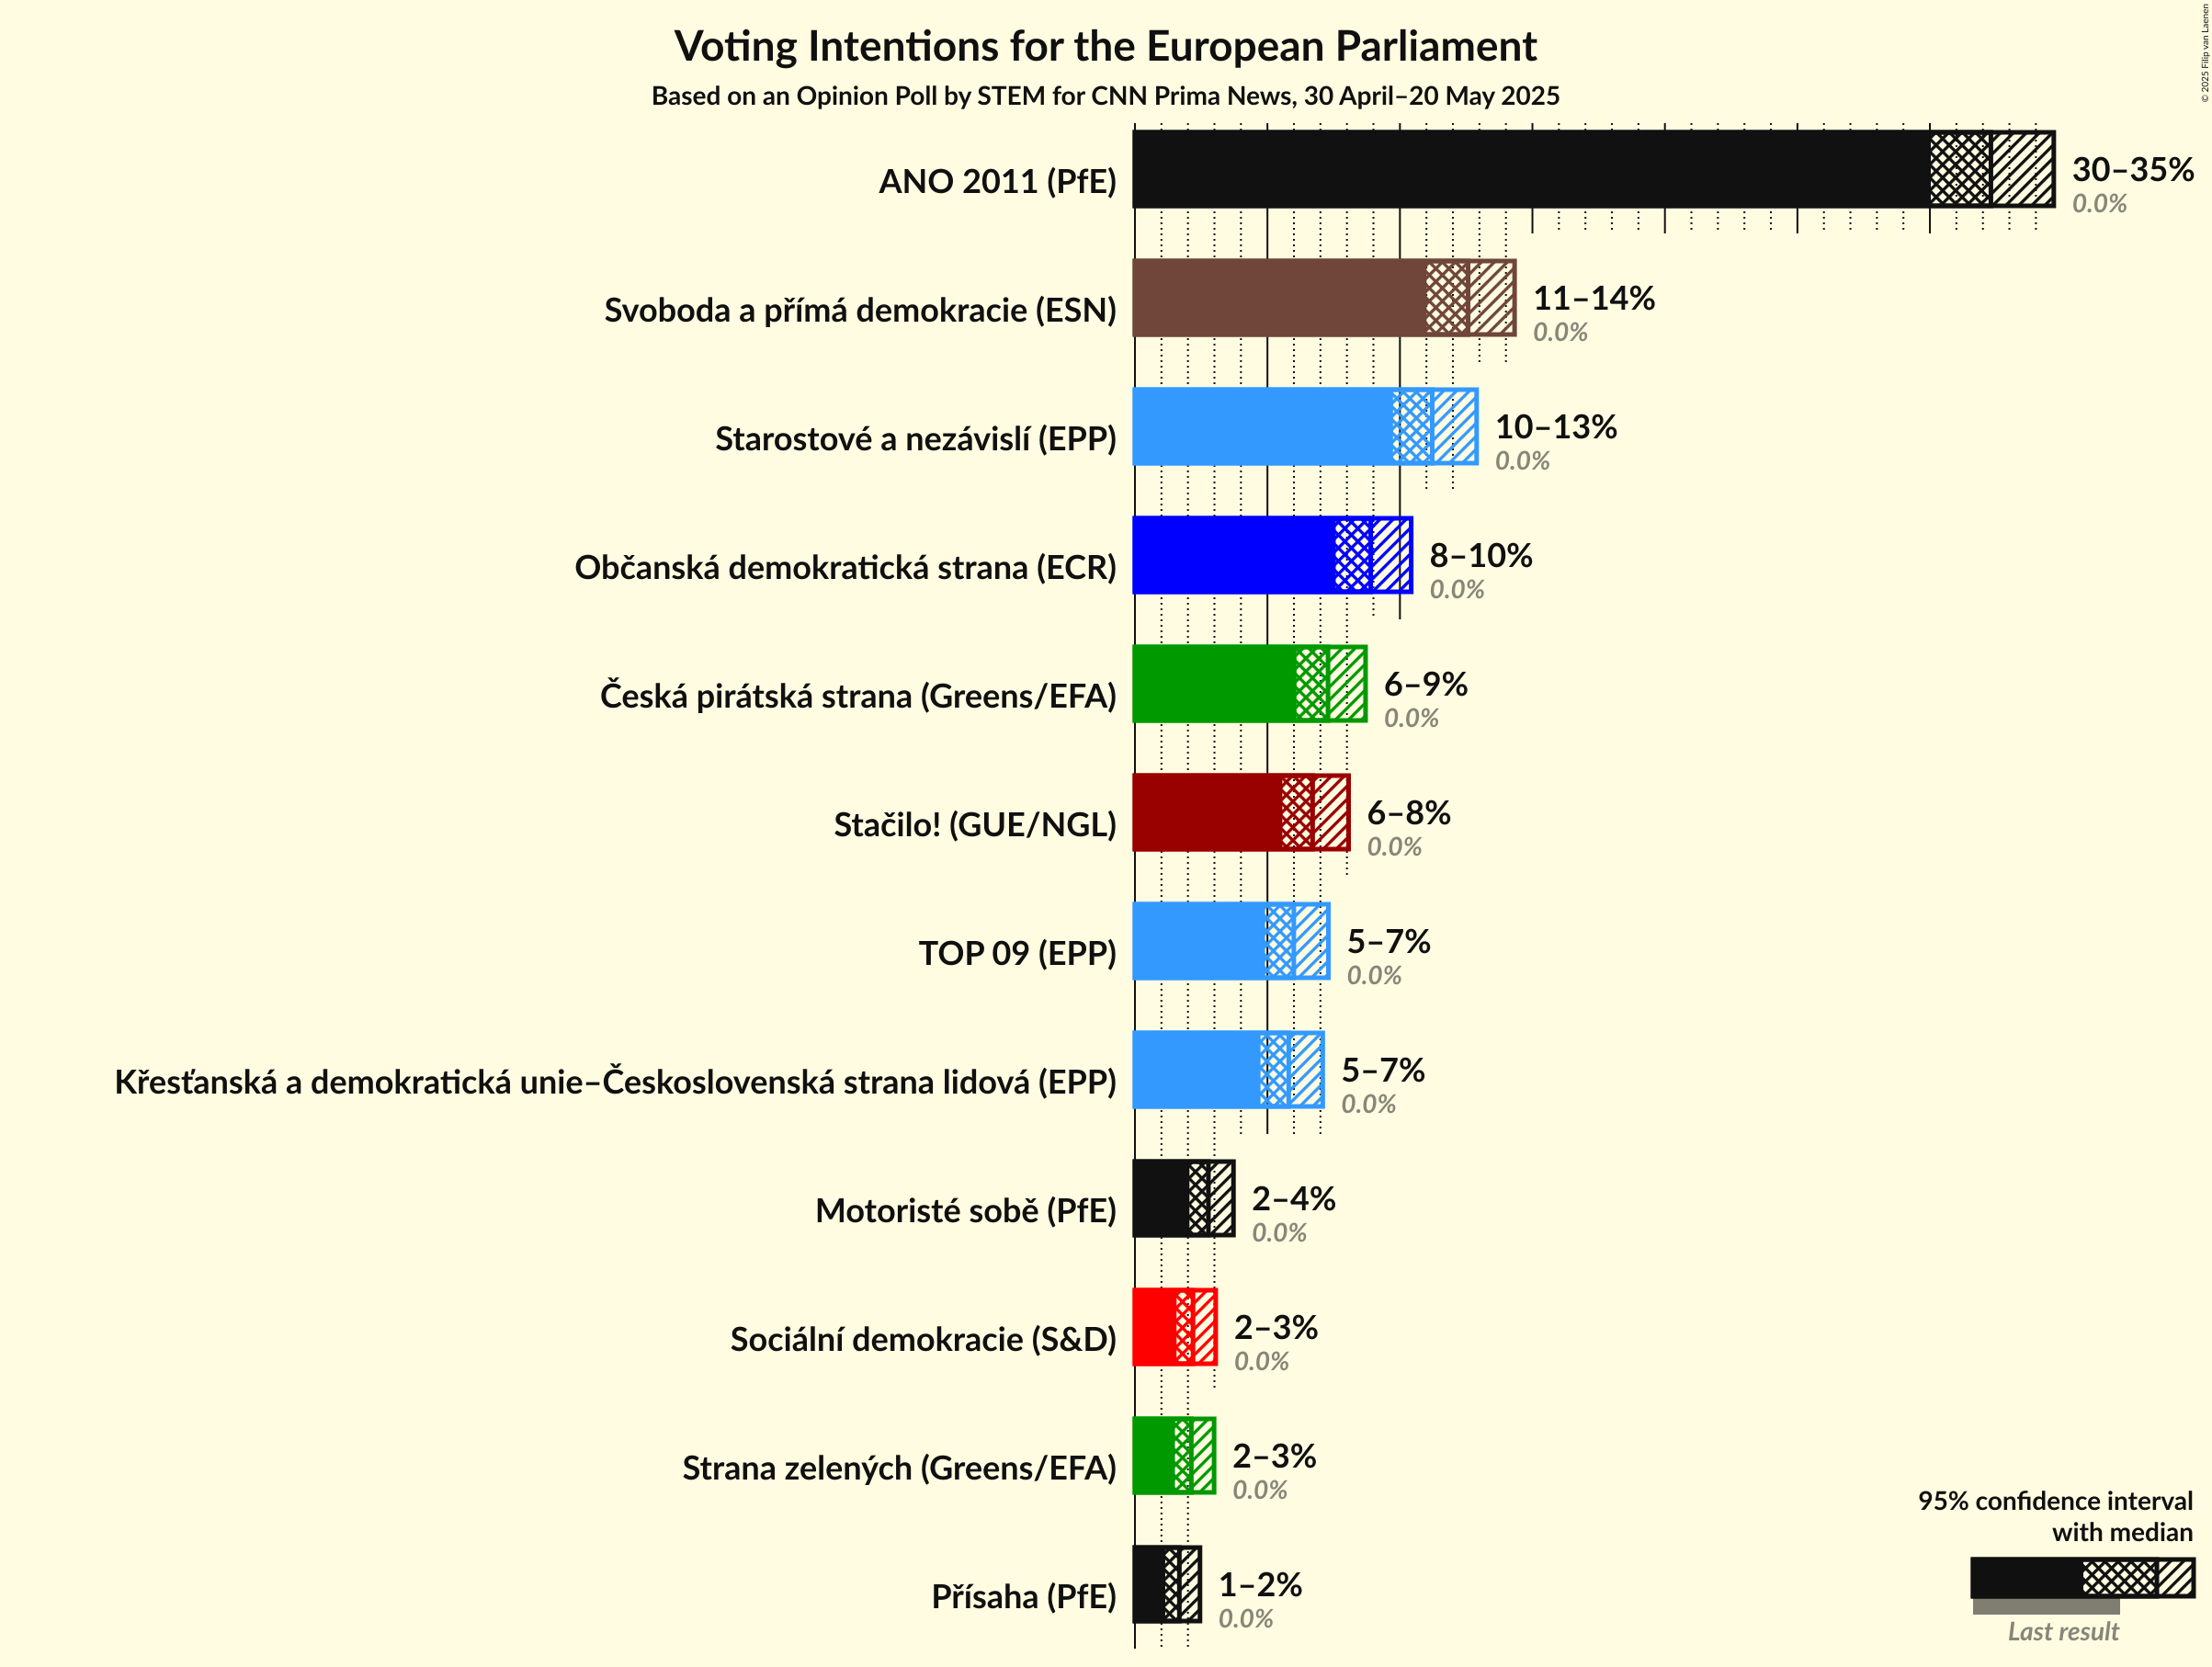 Voting Intentions for the European Parliament
Based on an Opinion Poll by STEM for CNN Prima News, 30 April–20 May 2025
© 2025 Filip van Laenen
ANO 2011 (PfE)
30–35%
0.0%
Svoboda a přímá demokracie (ESN)
11–14%
0.0%
Starostové a nezávislí (EPP)
10–13%
0.0%
Občanská demokratická strana (ECR)
8–10%
0.0%
Česká pirátská strana (Greens/EFA)
6–9%
0.0%
Stačilo! (GUE/NGL)
6–8%
0.0%
TOP 09 (EPP)
5–7%
0.0%
Křesťanská a demokratická unie–Československá strana lidová (EPP)
5–7%
0.0%
Motoristé sobě (PfE)
2–4%
0.0%
Sociální demokracie (S&D)
2–3%
0.0%
Strana zelených (Greens/EFA)
2–3%
0.0%
Přísaha (PfE)
1–2%
0.0%
95% confidence interval
with median
Last result